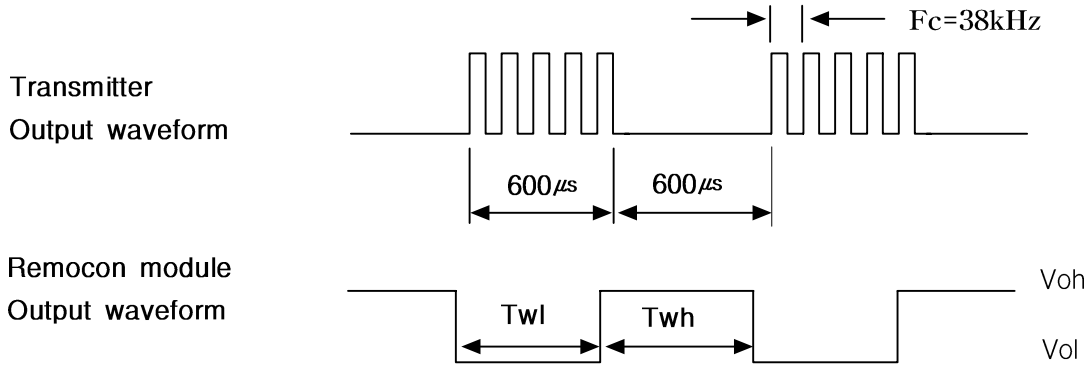 Fc=38kHz
Transmitter
Output waveform
600μs
600μs
Remocon module
Output waveform
Voh
Twl
Twh
Vol